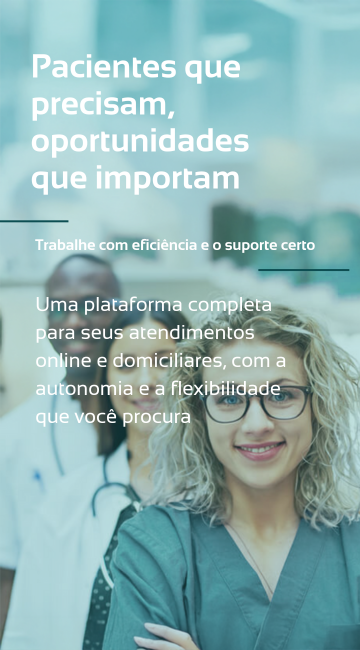 Pacientes que
precisam,
oportunidades
que importam
Trabalhe com eficiência e o suporte certo
Uma plataforma completa
para seus atendimentos
online e domiciliares, com a
autonomia e a flexibilidade
que você procura